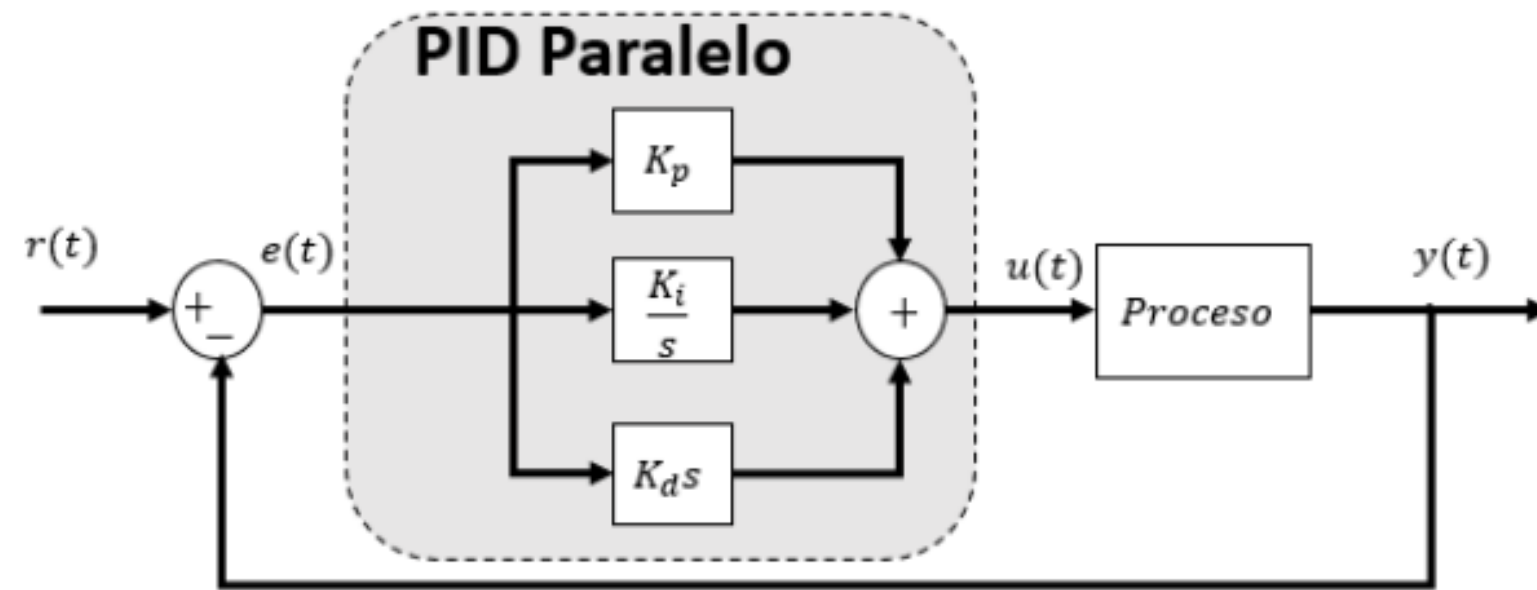 PID Paralelo
K_p
r(t)
e(t)
+
−
K_i
s
+
u(t)
Proceso
y(t)
K_d s